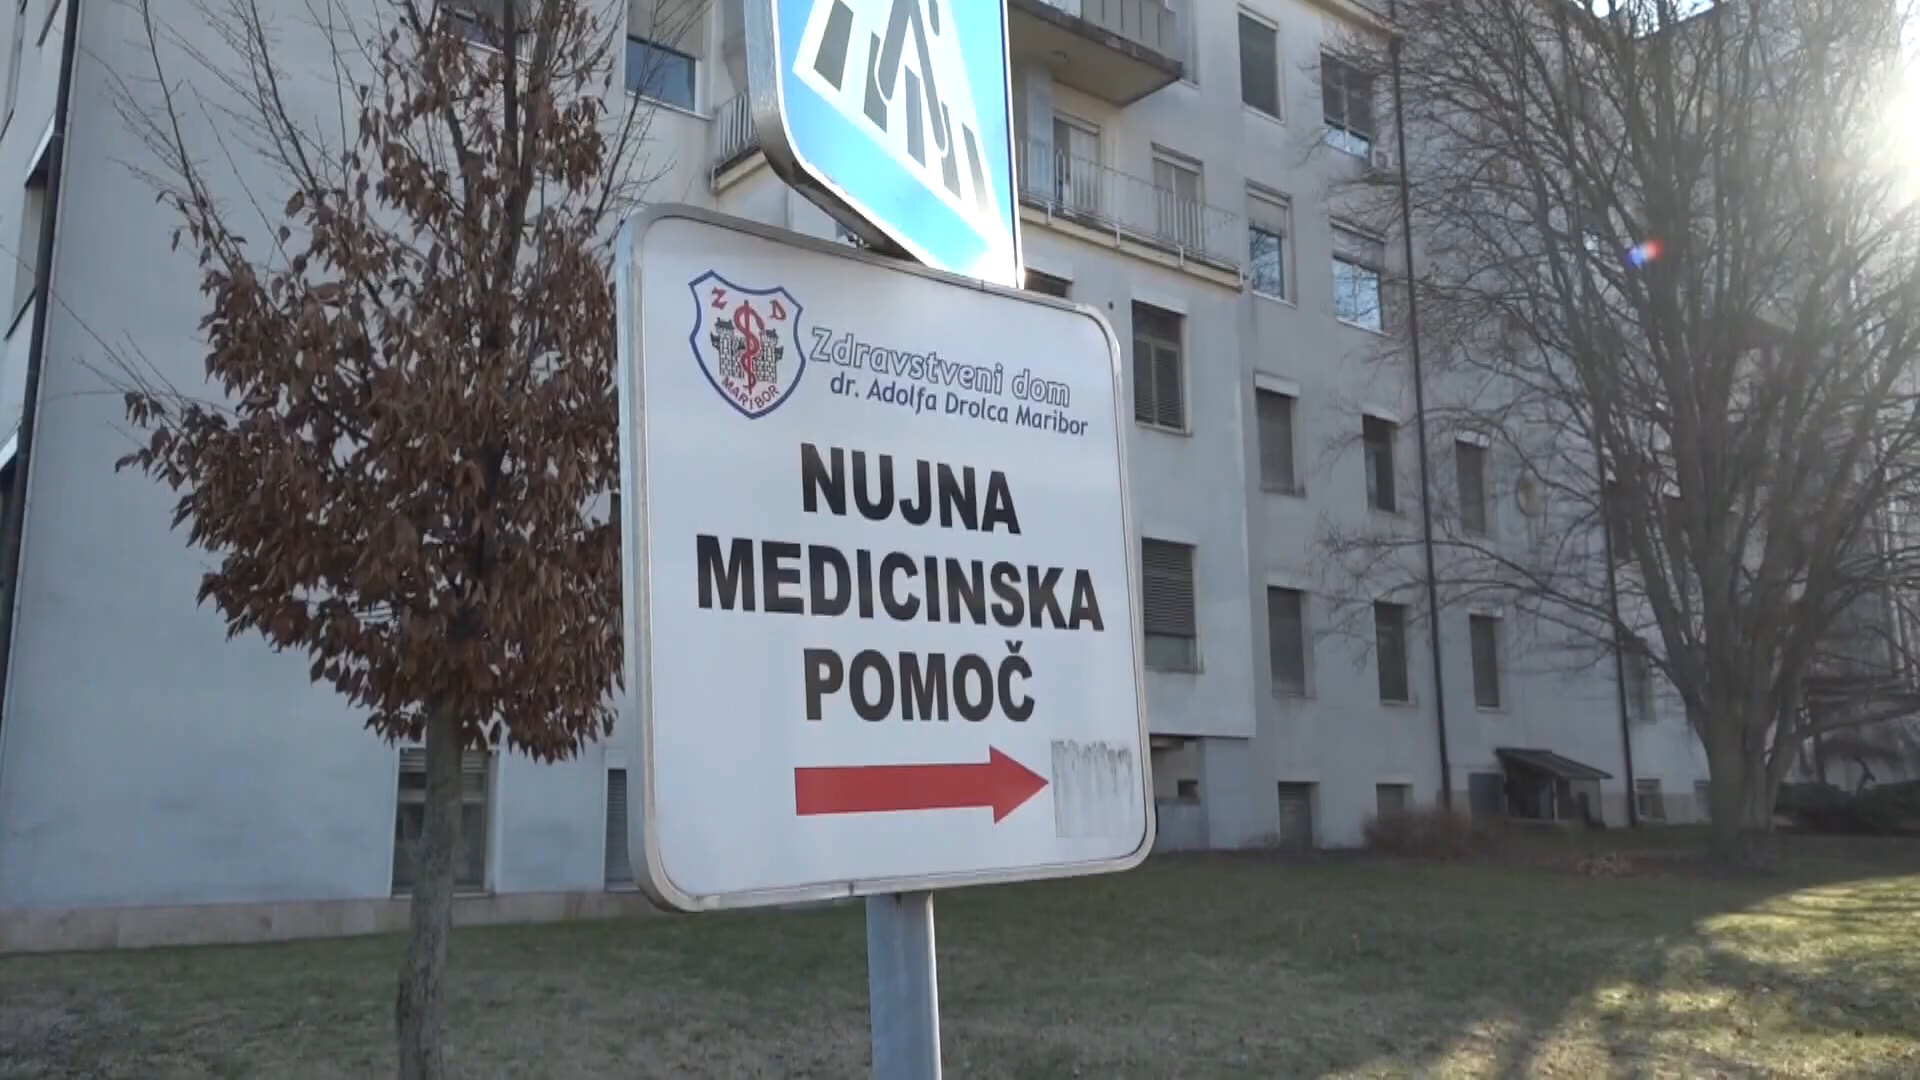 Z D
MARIBOR
Zdravstveni dom
dr. Adolfa Drolca Maribor
NUJNA
MEDICINSKA
POMOČ